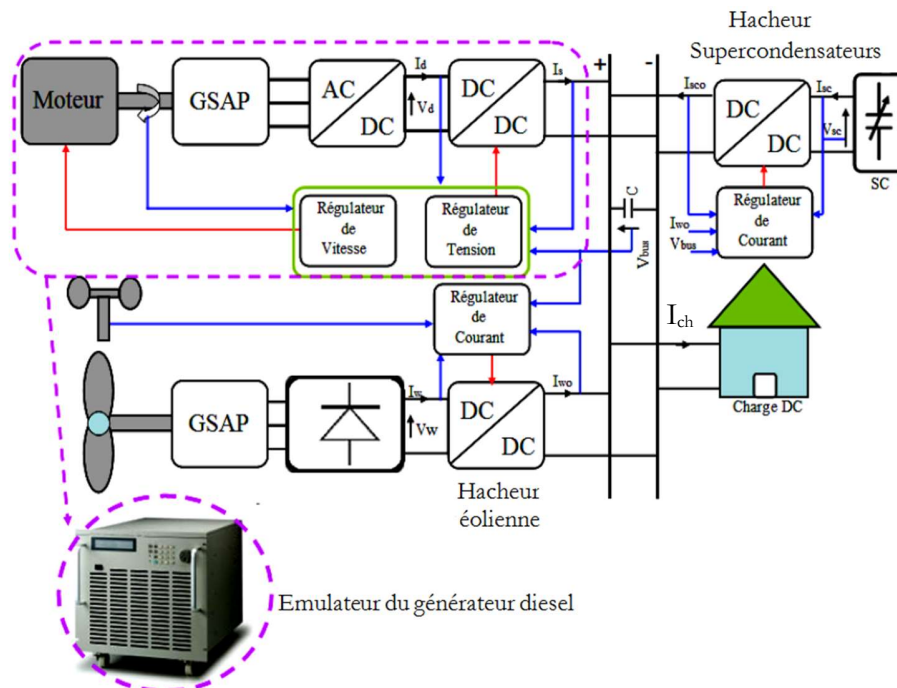 Hacheur
Supercondensateurs
Moteur
GSAP
AC
DC
Id
Vd
DC
DC
Is
+
-
Isco
DC
DC
Isc
Vsc
SC
Régulateur
de
Vitesse
Régulateur
de
Tension
C
Vbus
Iwo
Vbus
Régulateur
de
Courant
Régulateur
de
Courant
Ich
Charge DC
GSAP
Iw
Vw
DC
DC
Iwo
Hacheur
éolienne
Emulateur du générateur diesel